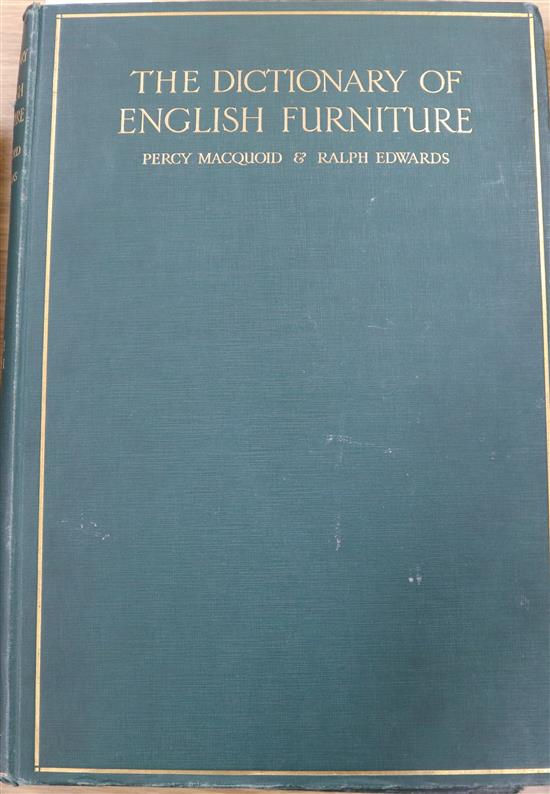 THE DICTIONARY OF
ENGLISH FURNITURE
PERCY MACQUOID & RALPH EDWARDS